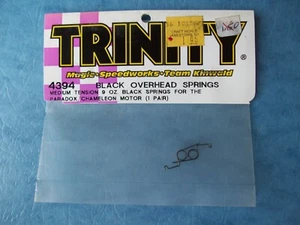 TRINITY®
Magic·Speedworks·Team Kinwald
4394 BLACK OVERHEAD SPRINGS
MEDIUM TENSION 9 OZ. BLACK SPRINGS FOR THE
PARADOX CHAMELEON MOTOR (1 PAIR)